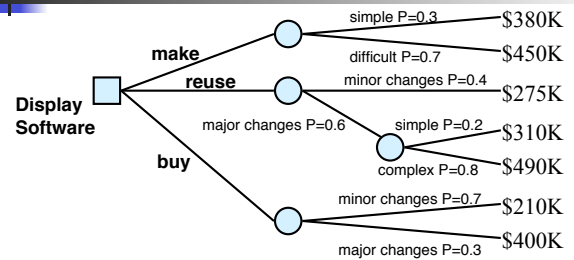 simple P=0.3
$380K
make
difficult P=0.7
$450K
reuse
minor changes P=0.4
$275K
Display
Software
major changes P=0.6
simple P=0.2
$310K
buy
complex P=0.8
$490K
minor changes P=0.7
$210K
major changes P=0.3
$400K